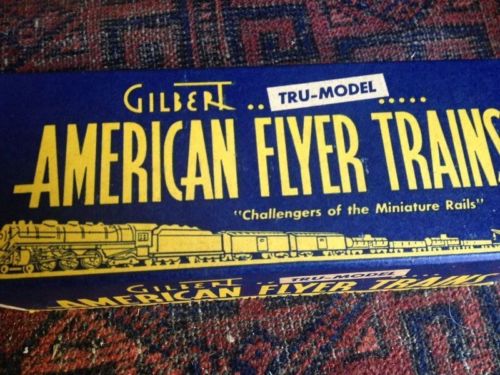 GILBERT .. TRU-MODEL .....
AMERICAN FLYER TRAINS
"Challengers of the Miniature Rails"
GILBERT .. TRU-MODEL ....
AMERICAN FLYER TRAINS